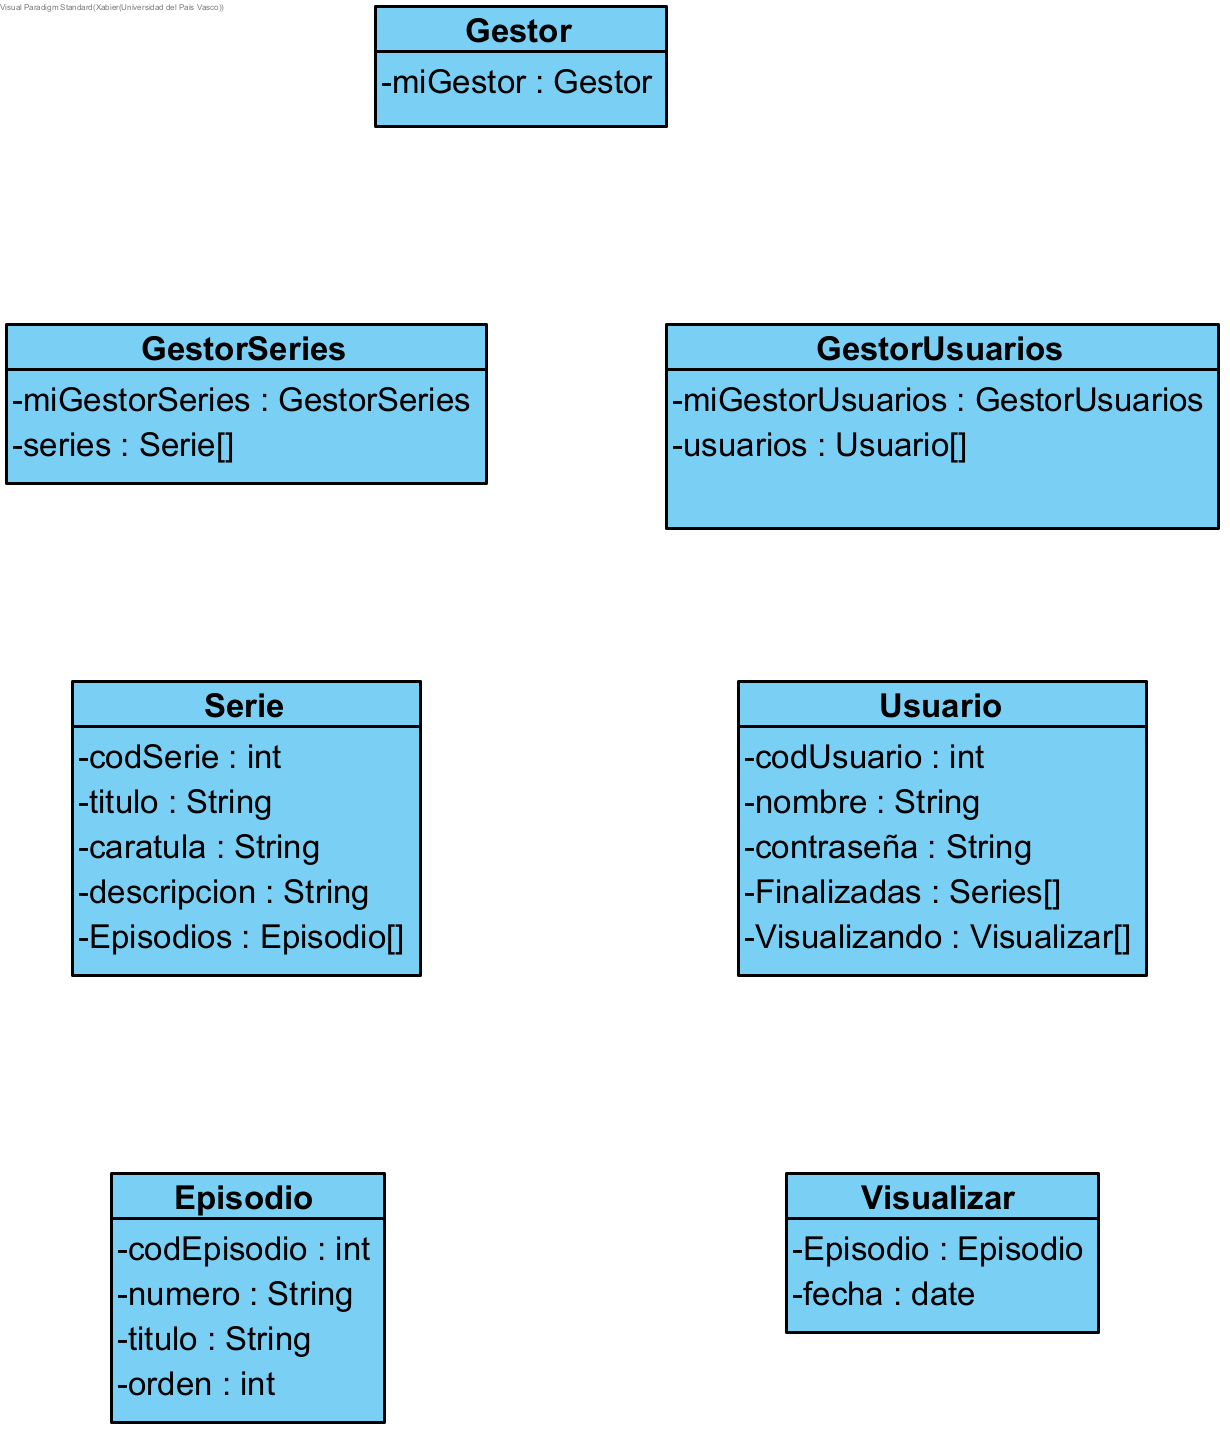 Visual Paradigm Standard(Xabier(Universidad del Pais Vasco))
Gestor
-miGestor : Gestor
GestorSeries
-miGestorSeries : GestorSeries
-series : Serie[]
GestorUsuarios
-miGestorUsuarios : GestorUsuarios
-usuarios : Usuario[]
Serie
-codSerie : int
-titulo : String
-caratula : String
-descripcion : String
-Episodios : Episodio[]
Usuario
-codUsuario : int
-nombre : String
-contraseña : String
-Finalizadas : Series[]
-Visualizando : Visualizar[]
Episodio
-codEpisodio : int
-numero : String
-titulo : String
-orden : int
Visualizar
-Episodio : Episodio
-fecha : date